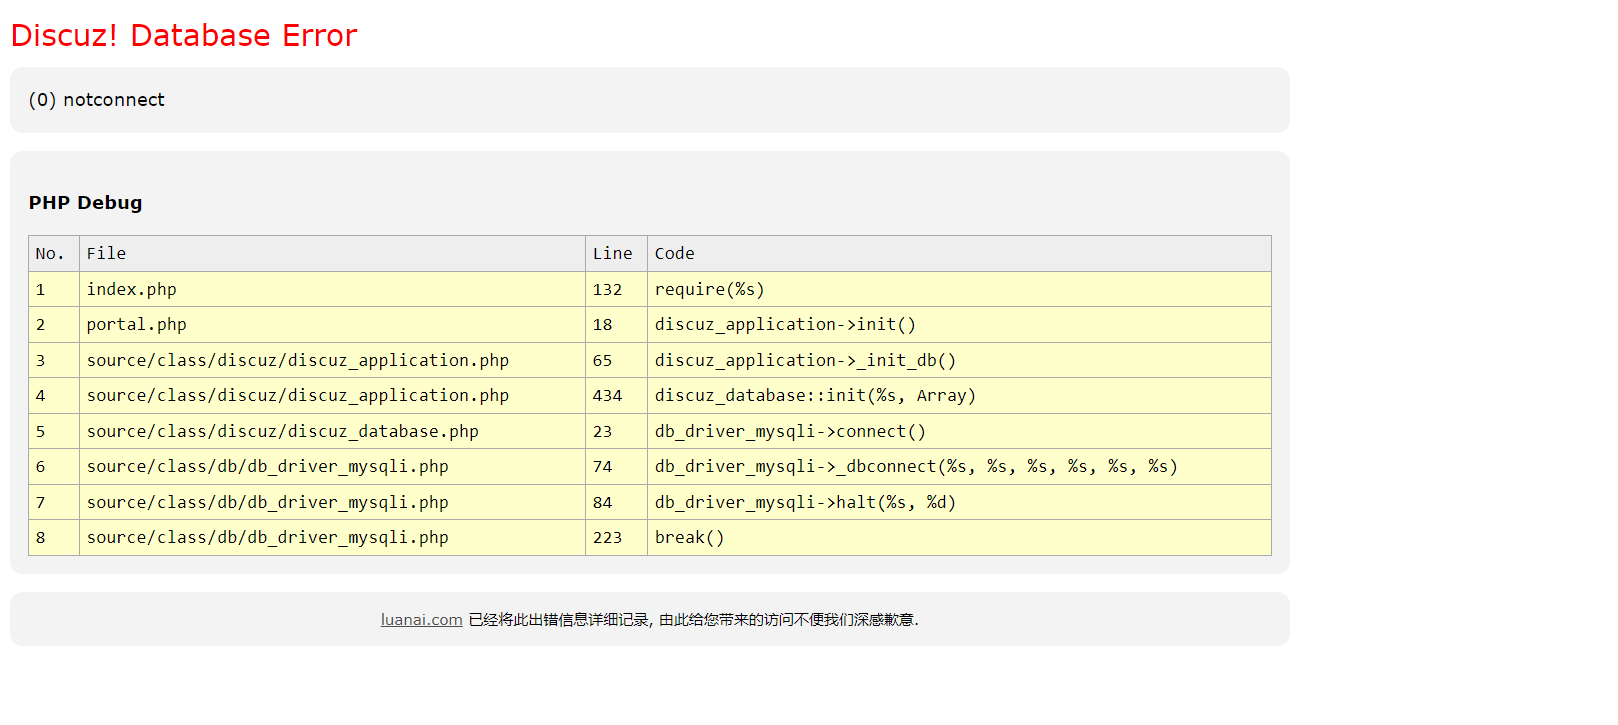 Discuz! Database Error
(0) notconnect
PHP Debug
No. File Line Code
1 index.php 132 require(%s)
2 portal.php 18 discuz_application->init()
3 source/class/discuz/discuz_application.php 65 discuz_application->_init_db()
4 source/class/discuz/discuz_application.php 434 discuz_database::init(%s, Array)
5 source/class/discuz/discuz_database.php 23 db_driver_mysqli->connect()
6 source/class/db/db_driver_mysqli.php 74 db_driver_mysqli->_dbconnect(%s, %s, %s, %s, %s, %s)
7 source/class/db/db_driver_mysqli.php 84 db_driver_mysqli->halt(%s, %d)
8 source/class/db/db_driver_mysqli.php 223 break()
luanai.com 已经将此出错信息详细记录, 由此给您带来的访问不便我们深感歉意.